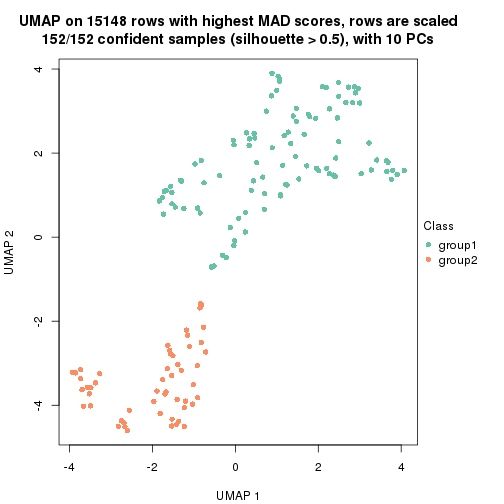 UMAP on 15148 rows with highest MAD scores, rows are scaled
152/152 confident samples (silhouette > 0.5), with 10 PCs
4
2
0
-2
-4
UMAP 2
-4
-2
0
2
4
UMAP 1
Class
group1
group2